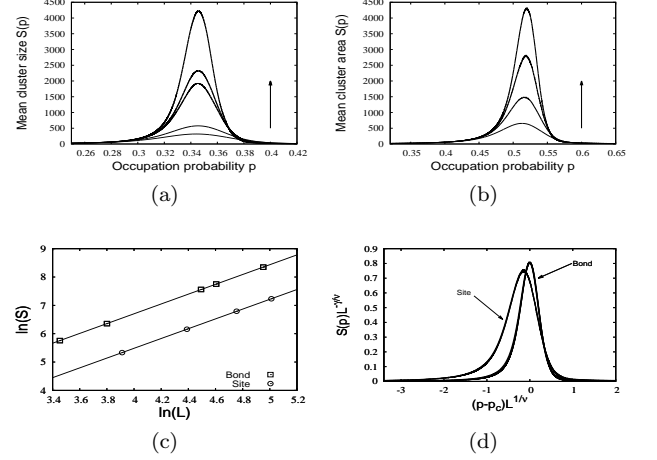 Mean cluster size S(p)
4500
4000
3500
3000
2500
2000
1500
1000
500
0
0.26 0.28 0.3 0.32 0.34 0.36 0.38 0.4 0.42
Occupation probability p
(a)
Mean cluster area S(p)
4500
4000
3500
3000
2500
2000
1500
1000
500
0
0.35 0.4 0.45 0.5 0.55 0.6 0.65
Occupation probability p
(b)
ln(S)
9
8
7
6
5
4
3.4 3.6 3.8 4 4.2 4.4 4.6 4.8 5 5.2
Bond
Site
ln(L)
(c)
S(p)L^-γ/ν
0.9
0.8
0.7
0.6
0.5
0.4
0.3
0.2
0.1
0
-3 -2 -1 0 1 2
Site
Bond
(p-pc)L^1/ν
(d)